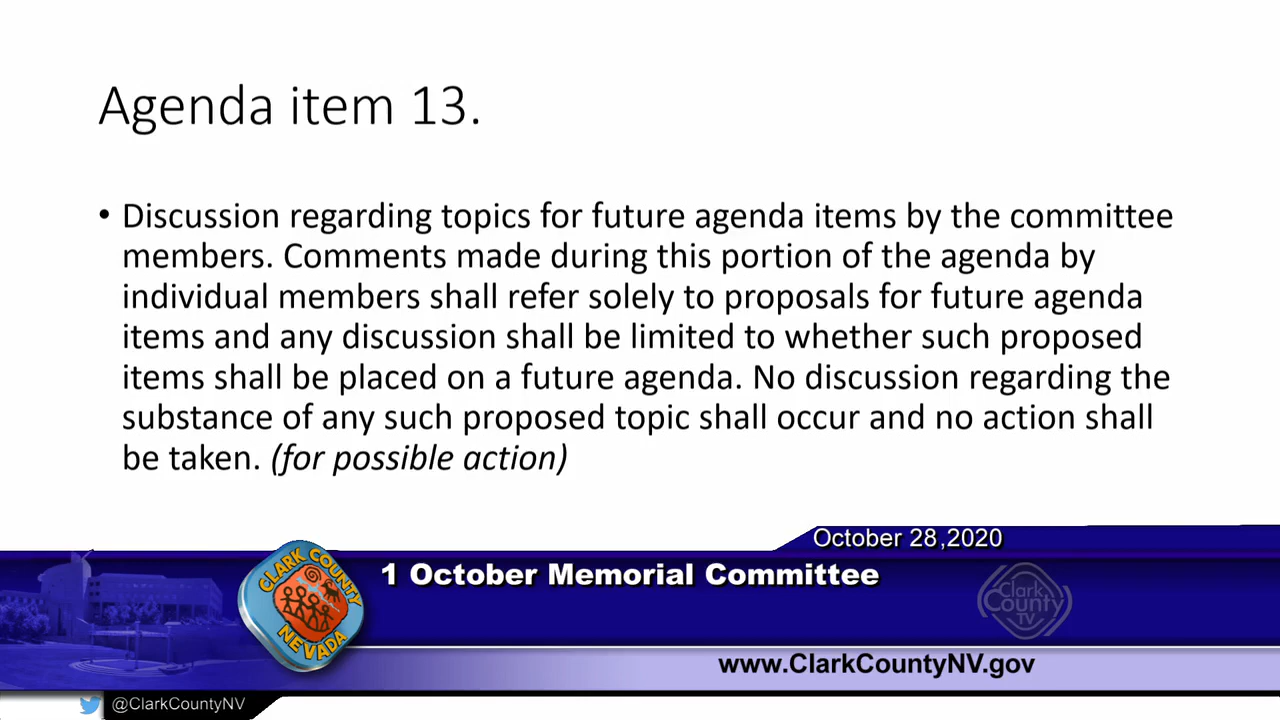 Agenda item 13.
• Discussion regarding topics for future agenda items by the committee
members. Comments made during this portion of the agenda by
individual members shall refer solely to proposals for future agenda
items and any discussion shall be limited to whether such proposed
items shall be placed on a future agenda. No discussion regarding the
substance of any such proposed topic shall occur and no action shall
be taken. (for possible action)
October 28,2020
1 October Memorial Committee
CLARK COUNTY
NEVADA
Clark
County
TV
www.ClarkCountyNV.gov
@ClarkCountyNV